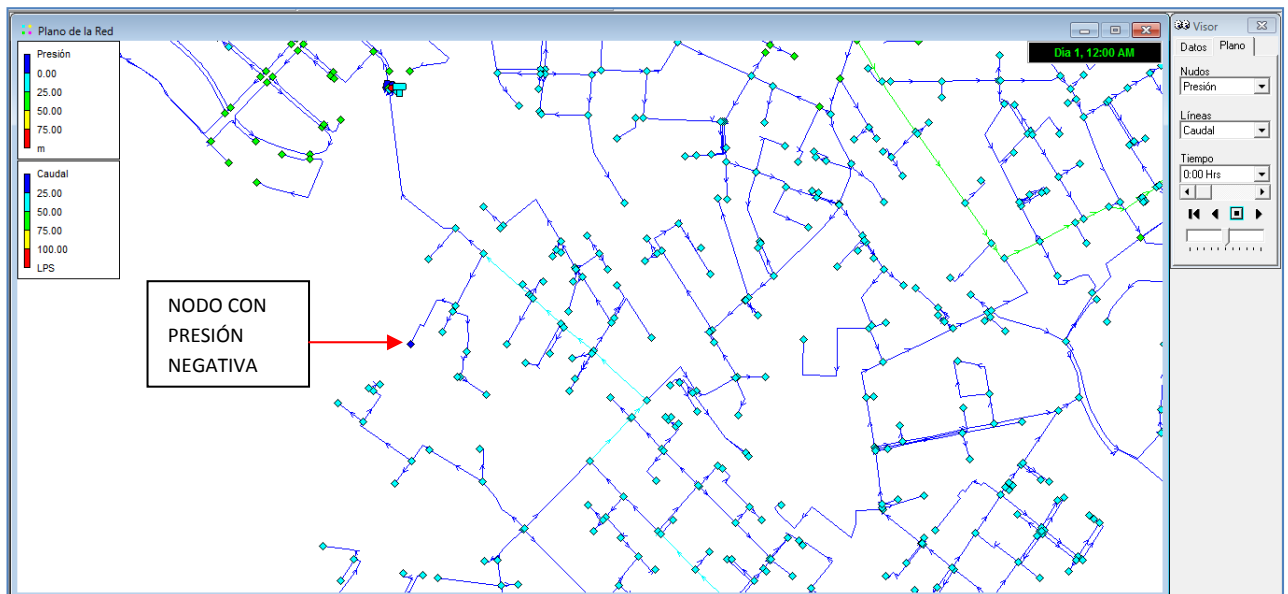 Plano de la Red
Presión
0.00
25.00
50.00
75.00
m
Caudal
25.00
50.00
75.00
100.00
LPS
Dia 1, 12:00 AM
NODO CON
PRESIÓN
NEGATIVA
Visor
Datos Plano
Nudos
Presión
Líneas
Caudal
Tiempo
0:00 Hrs